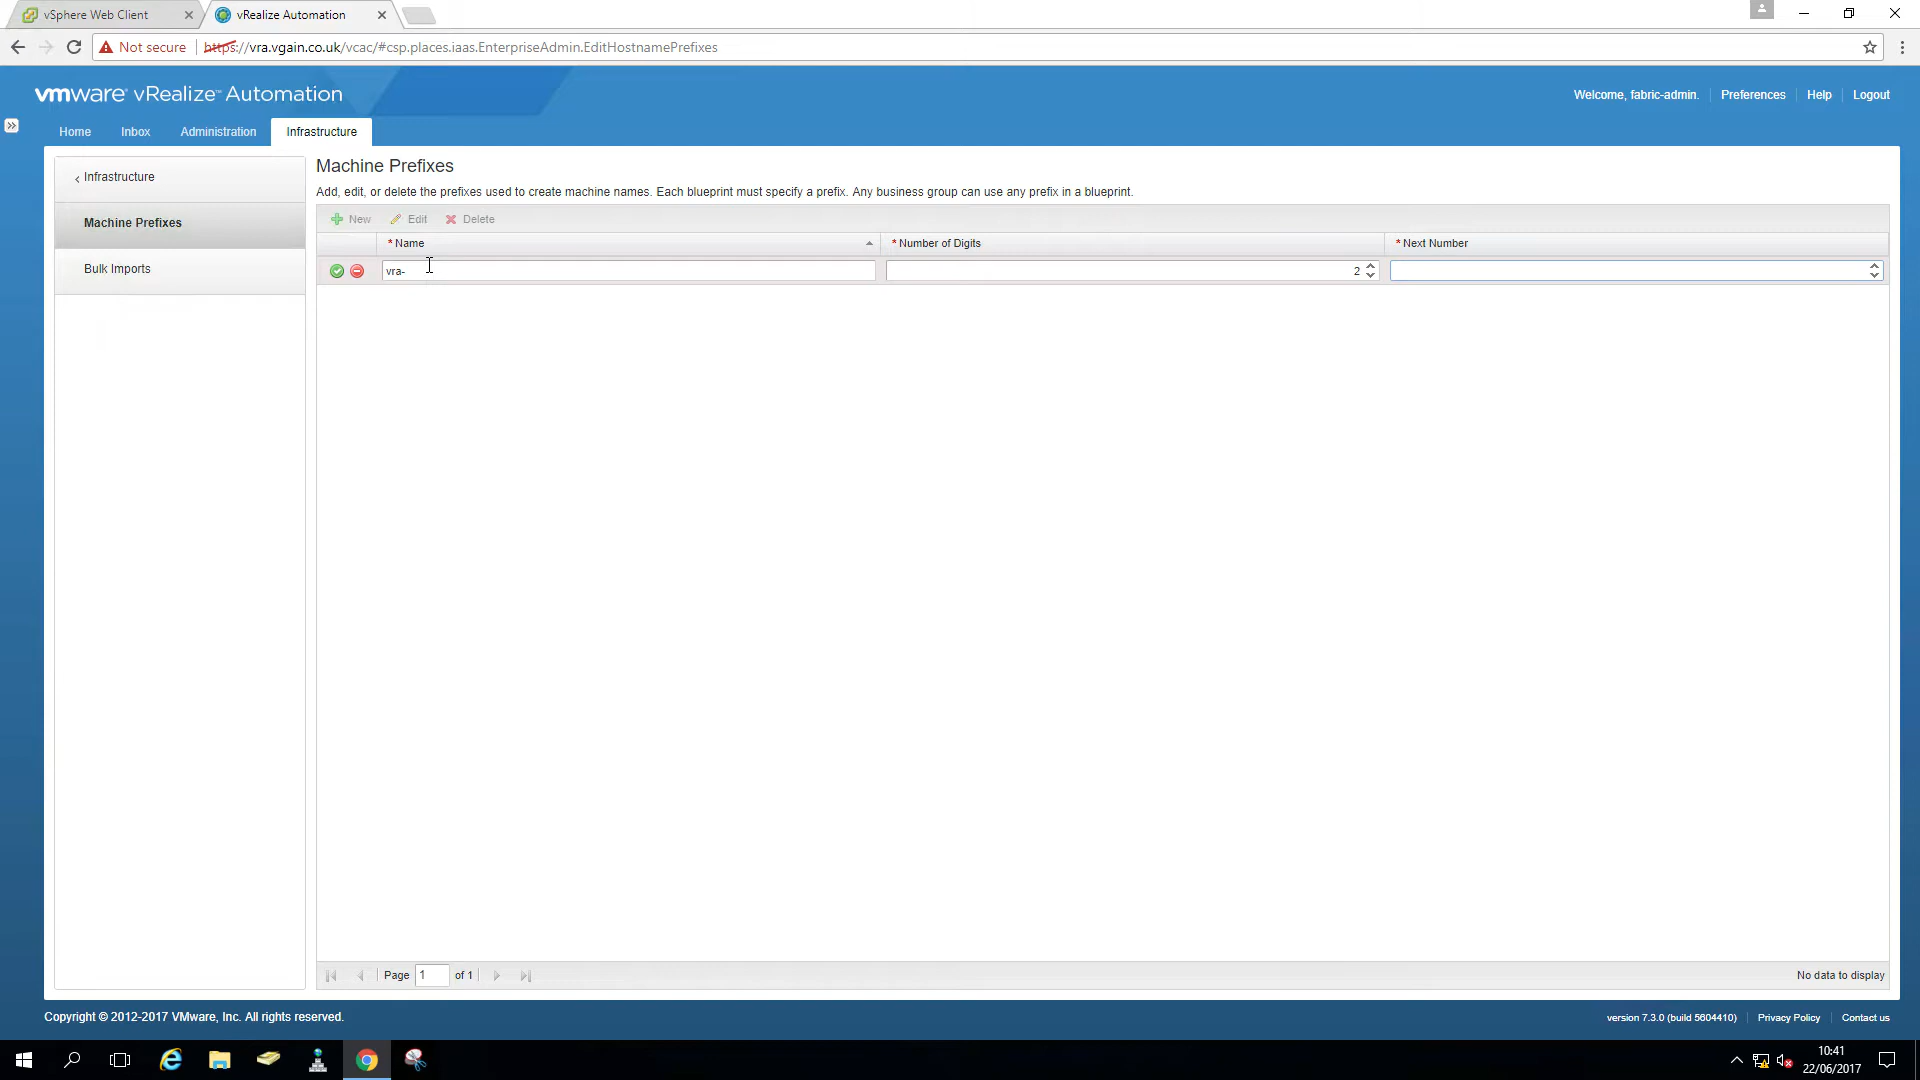 vSphere Web Client
vRealize Automation
Not secure https://vra.vgain.co.uk/vcac/#csp.places.iaas.EnterpriseAdmin.EditHostnamePrefixes
vmware® vRealize™ Automation
Welcome, fabric-admin. Preferences Help Logout
Home Inbox Administration Infrastructure
Infrastructure
Machine Prefixes
Bulk Imports
Machine Prefixes
Add, edit, or delete the prefixes used to create machine names. Each blueprint must specify a prefix. Any business group can use any prefix in a blueprint.
New Edit Delete
* Name * Number of Digits * Next Number
vra- 2
Page 1 of 1 No data to display
Copyright © 2012-2017 VMware, Inc. All rights reserved.
version 7.3.0 (build 5604410) Privacy Policy Contact us
10:41
22/06/2017